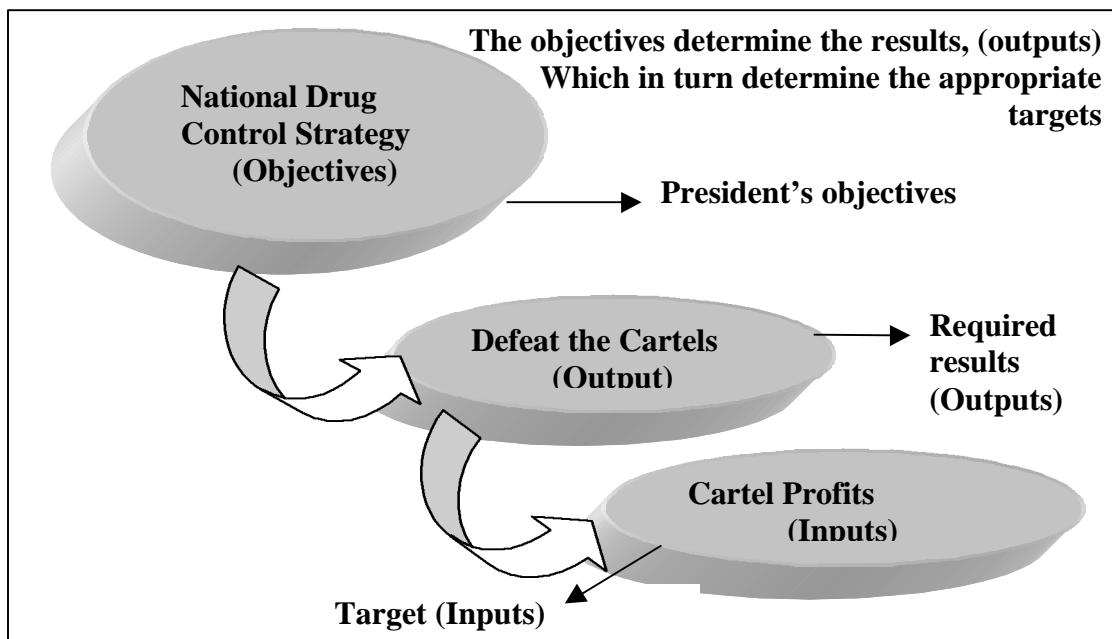 The objectives determine the results, (outputs)
Which in turn determine the appropriate
targets
National Drug
Control Strategy
(Objectives)
President's objectives
Defeat the Cartels
(Output)
Required
results
(Outputs)
Cartel Profits
(Inputs)
Target (Inputs)